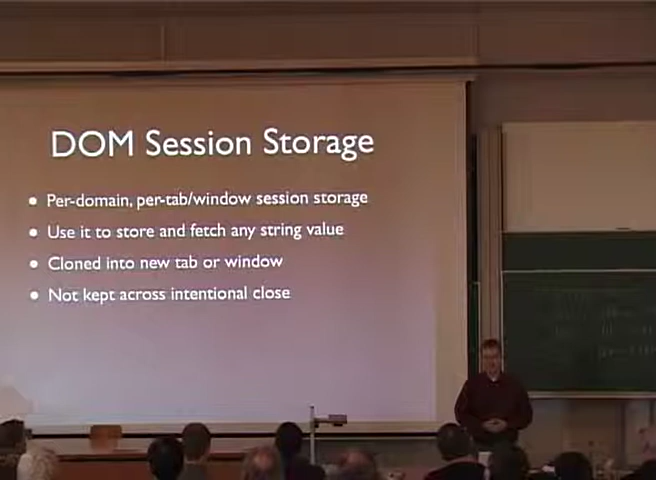 DOM Session Storage
• Per-domain, per-tab/window session storage
• Use it to store and fetch any string value
• Cloned into new tab or window
• Not kept across intentional close